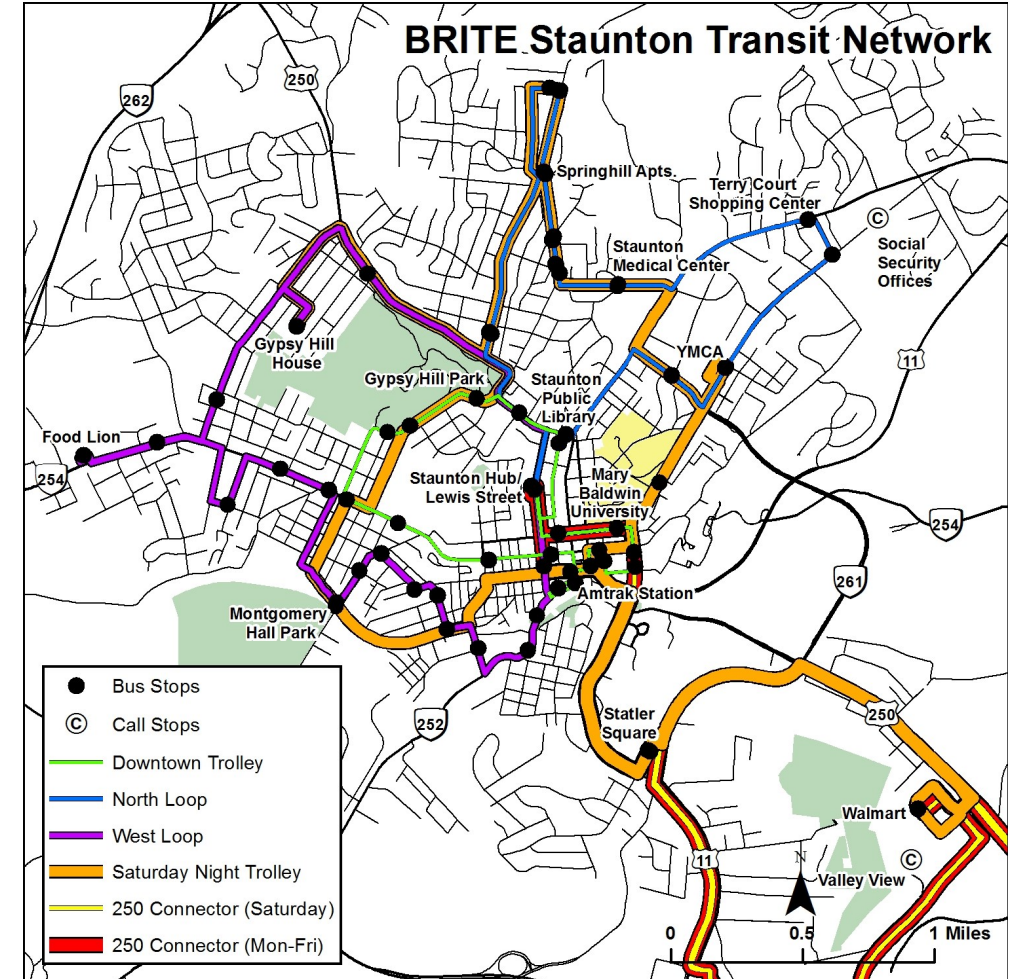 BRITE Staunton Transit Network
250
262
Springhill Apts.
Terry Court
Shopping Center
C
Social
Security
Offices
Staunton
Medical Center
11
YMCA
Gypsy Hill
House
Gypsy Hill Park
Staunton
Public
Library
Food Lion
254
Staunton Hub/
Lewis Street
Mary
Baldwin
University
254
261
Amtrak Station
Montgomery
Hall Park
252
Statler
Square
250
Walmart
11
N
C
Valley View
0
0.5
1 Miles
Bus Stops
C
Call Stops
Downtown Trolley
North Loop
West Loop
Saturday Night Trolley
250 Connector (Saturday)
250 Connector (Mon-Fri)